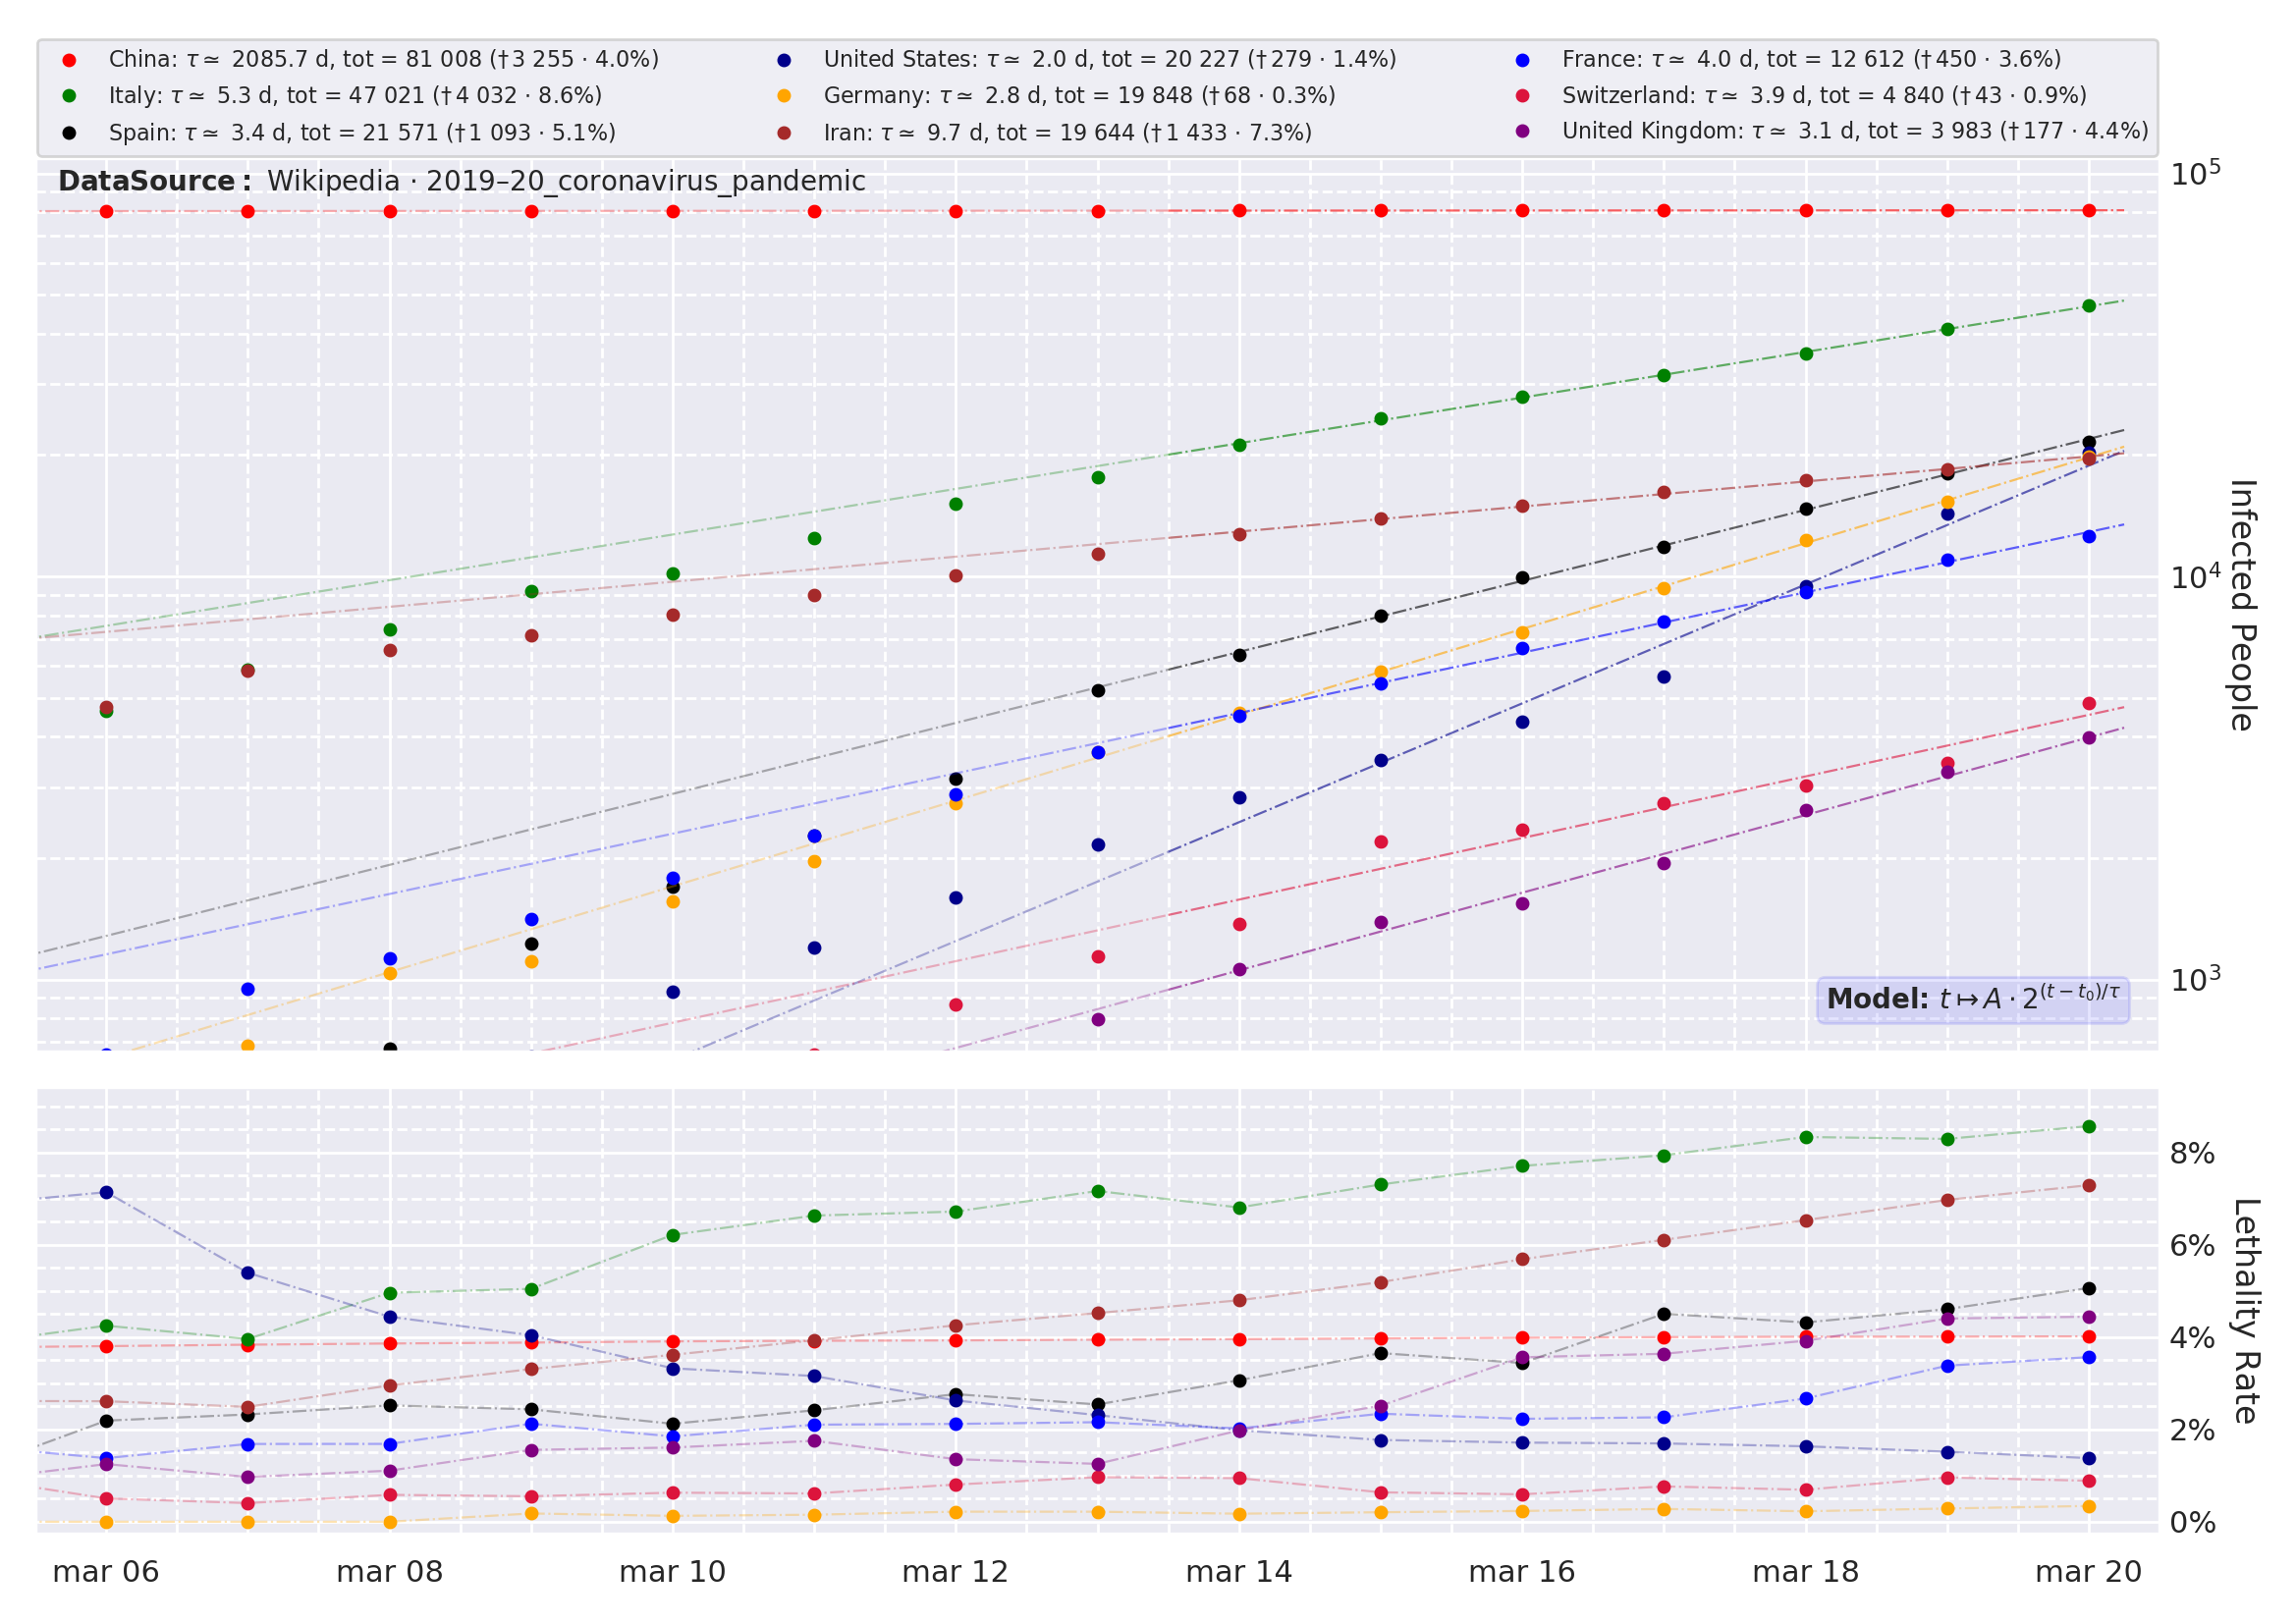 China: τ ≃ 2085.7 d, tot = 81 008 (†3 255 · 4.0%)
Italy: τ ≃ 5.3 d, tot = 47 021 (†4 032 · 8.6%)
Spain: τ ≃ 3.4 d, tot = 21 571 (†1 093 · 5.1%)
United States: τ ≃ 2.0 d, tot = 20 227 (†279 · 1.4%)
Germany: τ ≃ 2.8 d, tot = 19 848 (†68 · 0.3%)
Iran: τ ≃ 9.7 d, tot = 19 644 (†1 433 · 7.3%)
France: τ ≃ 4.0 d, tot = 12 612 (†450 · 3.6%)
Switzerland: τ ≃ 3.9 d, tot = 4 840 (†43 · 0.9%)
United Kingdom: τ ≃ 3.1 d, tot = 3 983 (†177 · 4.4%)
DataSource: Wikipedia · 2019–20_coronavirus_pandemic
10⁵
10⁴
10³
Infected People
Model: t ↦ A · 2^(t − t₀)/τ
8%
6%
4%
2%
0%
Lethality Rate
mar 06
mar 08
mar 10
mar 12
mar 14
mar 16
mar 18
mar 20